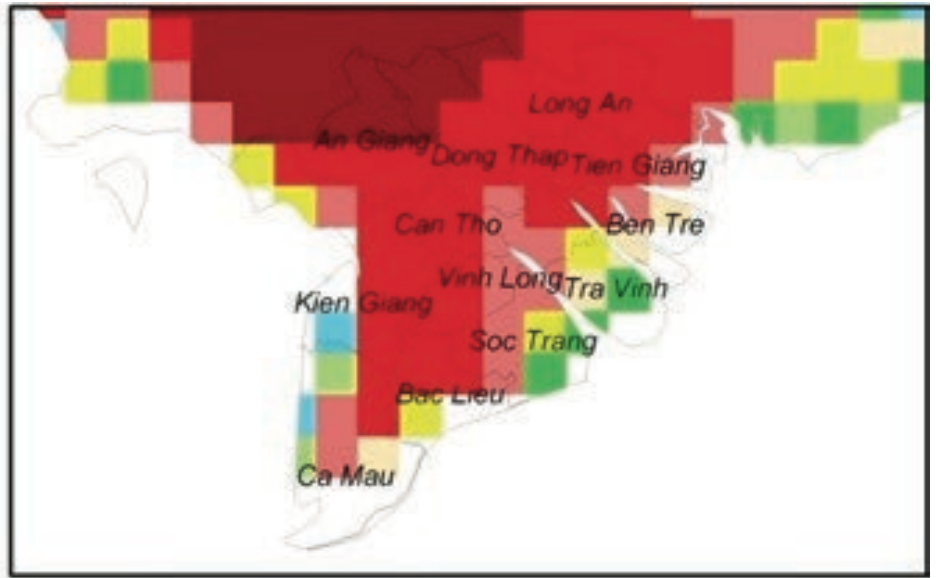 Long An
An Giang
Dong Thap
Tien Giang
Can Tho
Ben Tre
Vinh Long
Tra Vinh
Kien Giang
Soc Trang
Bac Lieu
Ca Mau